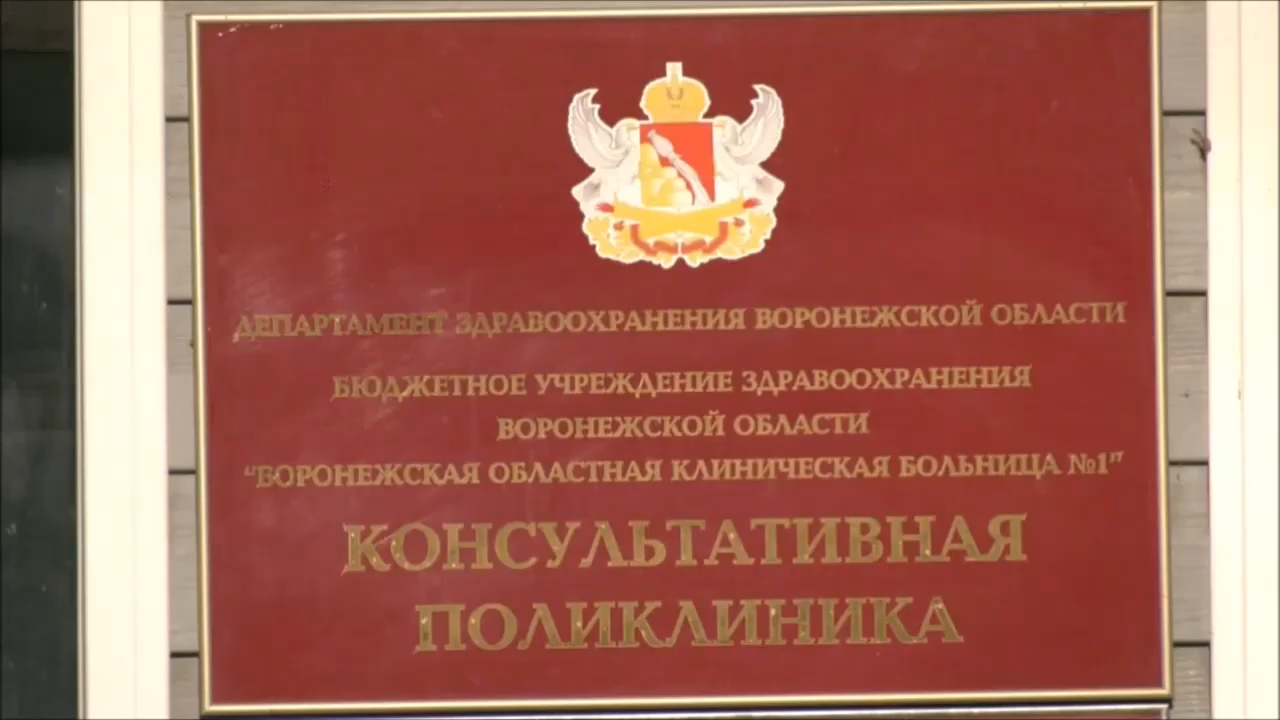 ДЕПАРТАМЕНТ ЗДРАВООХРАНЕНИЯ ВОРОНЕЖСКОЙ ОБЛАСТИ
БЮДЖЕТНОЕ УЧРЕЖДЕНИЕ ЗДРАВООХРАНЕНИЯ
ВОРОНЕЖСКОЙ ОБЛАСТИ
"ВОРОНЕЖСКАЯ ОБЛАСТНАЯ КЛИНИЧЕСКАЯ БОЛЬНИЦА №1"
КОНСУЛЬТАТИВНАЯ
ПОЛИКЛИНИКА